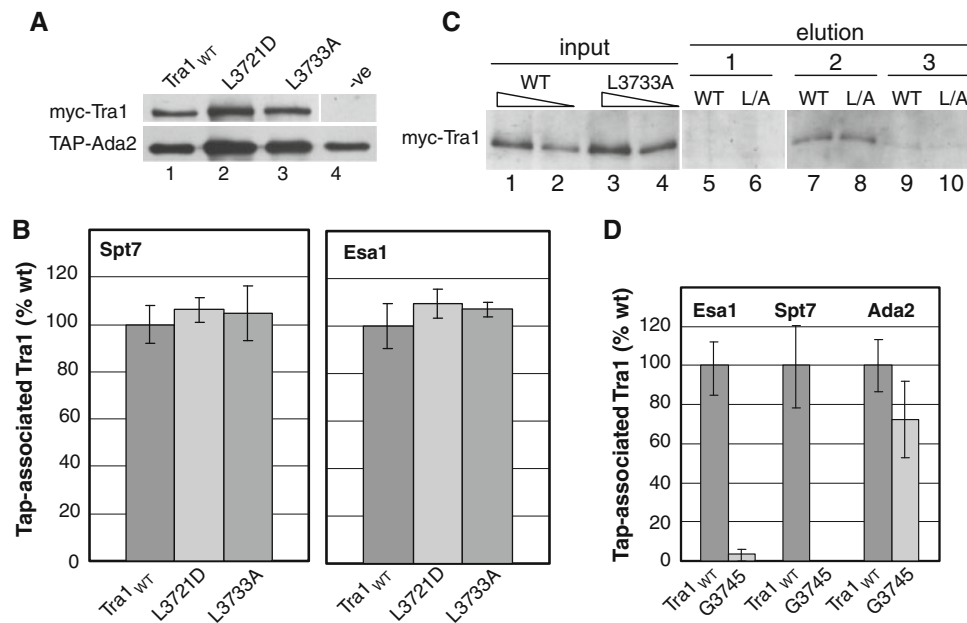 A
Tra1 WT L3721D L3733A -ve
myc-Tra1
TAP-Ada2
1 2 3 4
C
input elution
1 2 3
WT L3733A WT L/A WT L/A WT L/A
myc-Tra1
1 2 3 4 5 6 7 8 9 10
B
Tap-associated Tra1 (% wt)
120
100
80
60
40
20
0
Spt7
Tra1 WT L3721D L3733A
Esa1
Tra1 WT L3721D L3733A
D
Tap-associated Tra1 (% wt)
120
100
80
60
40
20
0
Esa1 Spt7 Ada2
Tra1 WT G3745 Tra1 WT G3745 Tra1 WT G3745